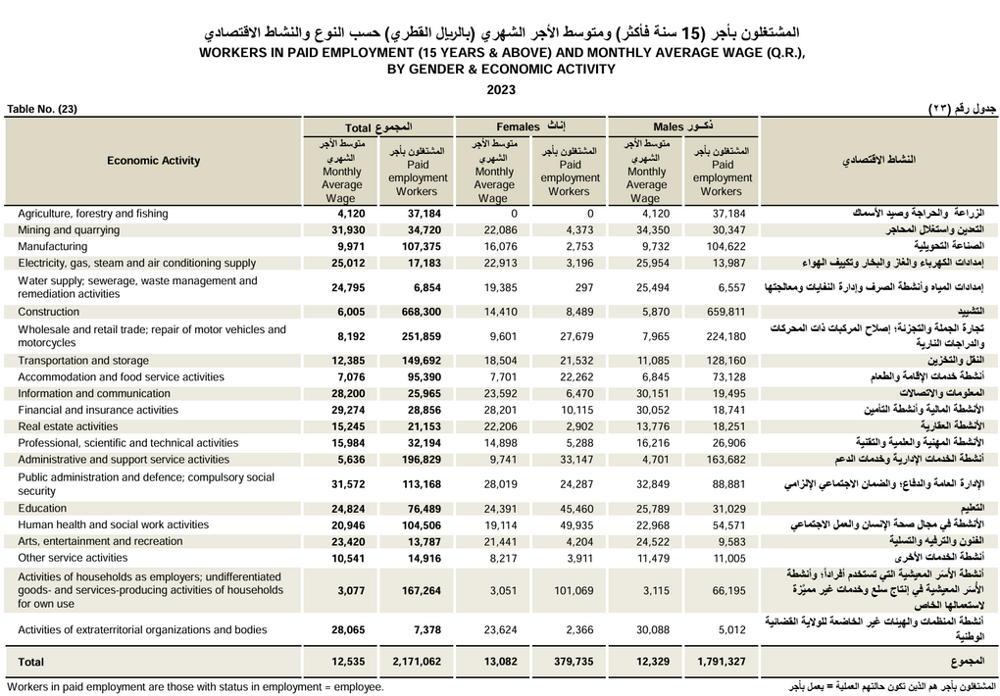 المشتغلون بأجر (15 سنة فأكثر) ومتوسط الأجر الشهري (بالريال القطري) حسب النوع والنشاط الاقتصادي
WORKERS IN PAID EMPLOYMENT (15 YEARS & ABOVE) AND MONTHLY AVERAGE WAGE (Q.R.),
BY GENDER & ECONOMIC ACTIVITY
2023
Table No. (23) جدول رقم (٢٣)
Economic Activity Total المجموع Females إناث Males ذكـور النشاط الاقتصادي
متوسط الأجر المشتغلون بأجر متوسط الأجر المشتغلون بأجر متوسط الأجر المشتغلون بأجر
الشهري Paid الشهري Paid الشهري Paid
Monthly employment Monthly employment Monthly employment
Average Workers Average Workers Average Workers
Wage Wage Wage
Agriculture, forestry and fishing 4,120 37,184 0 0 4,120 37,184 الزراعة والحراجة وصيد الأسماك
Mining and quarrying 31,930 34,720 22,086 4,373 34,350 30,347 التعدين واستغلال المحاجر
Manufacturing 9,971 107,375 16,076 2,753 9,732 104,622 الصناعة التحويلية
Electricity, gas, steam and air conditioning supply 25,012 17,183 22,913 3,196 25,954 13,987 إمدادات الكهرباء والغاز والبخار وتكييف الهواء
Water supply; sewerage, waste management and
remediation activities 24,795 6,854 19,385 297 25,494 6,557 إمدادات المياه وأنشطة الصرف وإدارة النفايات ومعالجتها
Construction 6,005 668,300 14,410 8,489 5,870 659,811 التشييد
Wholesale and retail trade; repair of motor vehicles and تجارة الجملة والتجزئة؛ إصلاح المركبات ذات المحركات
motorcycles 8,192 251,859 9,601 27,679 7,965 224,180 والدراجات النارية
Transportation and storage 12,385 149,692 18,504 21,532 11,085 128,160 النقل والتخزين
Accommodation and food service activities 7,076 95,390 7,701 22,262 6,845 73,128 أنشطة خدمات الإقامة والطعام
Information and communication 28,200 25,965 23,592 6,470 30,151 19,495 المعلومات والاتصالات
Financial and insurance activities 29,274 28,856 28,201 10,115 30,052 18,741 الأنشطة المالية وأنشطة التأمين
Real estate activities 15,245 21,153 22,206 2,902 13,776 18,251 الأنشطة العقارية
Professional, scientific and technical activities 15,984 32,194 14,898 5,288 16,216 26,906 الأنشطة المهنية والعلمية والتقنية
Administrative and support service activities 5,636 196,829 9,741 33,147 4,701 163,682 أنشطة الخدمات الإدارية وخدمات الدعم
Public administration and defence; compulsory social
security 31,572 113,168 28,019 24,287 32,849 88,881 الإدارة العامة والدفاع؛ والضمان الاجتماعي الإلزامي
Education 24,824 76,489 24,391 45,460 25,789 31,029 التعليم
Human health and social work activities 20,946 104,506 19,114 49,935 22,968 54,571 الأنشطة في مجال صحة الإنسان والعمل الاجتماعي
Arts, entertainment and recreation 23,420 13,787 21,441 4,204 24,522 9,583 الفنون والترفيه والتسلية
Other service activities 10,541 14,916 8,217 3,911 11,479 11,005 أنشطة الخدمات الأخرى
Activities of households as employers; undifferentiated أنشطة الأسَر المعيشية التي تستخدم أفراداً؛ وأنشطة
goods- and services-producing activities of households 3,077 167,264 3,051 101,069 3,115 66,195 الأُسَر المعيشية في إنتاج سلع وخدمات غير مميَّزة
for own use لاستعمالها الخاص
Activities of extraterritorial organizations and bodies 28,065 7,378 23,624 2,366 30,088 5,012 أنشطة المنظمات والهيئات غير الخاضعة للولاية القضائية
الوطنية
Total 12,535 2,171,062 13,082 379,735 12,329 1,791,327 المجموع
Workers in paid employment are those with status in employment = employee. المشتغلون بأجر هم الذين تكون حالتهم العملية = يعمل بأجر